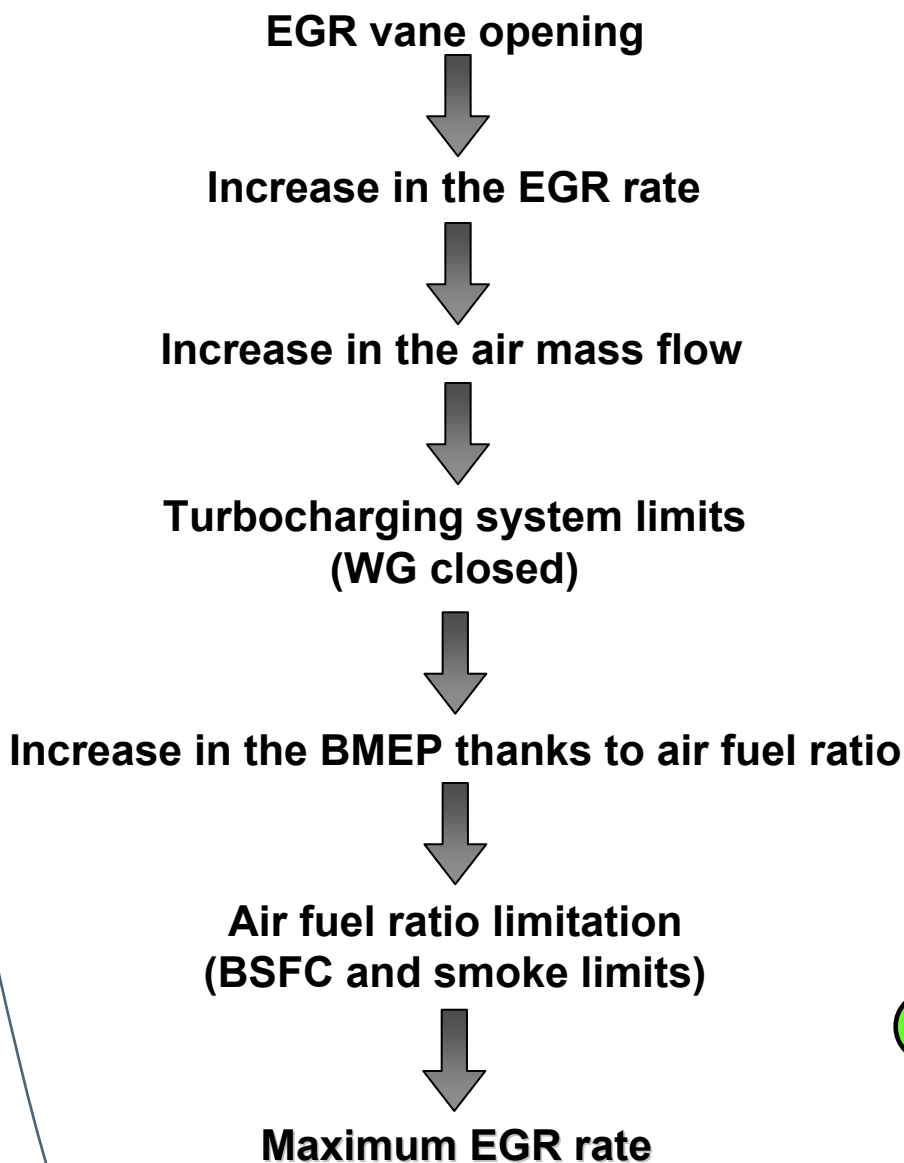 EGR vane opening
Increase in the EGR rate
Increase in the air mass flow
Turbocharging system limits
(WG closed)
Increase in the BMEP thanks to air fuel ratio
Air fuel ratio limitation
(BSFC and smoke limits)
Maximum EGR rate